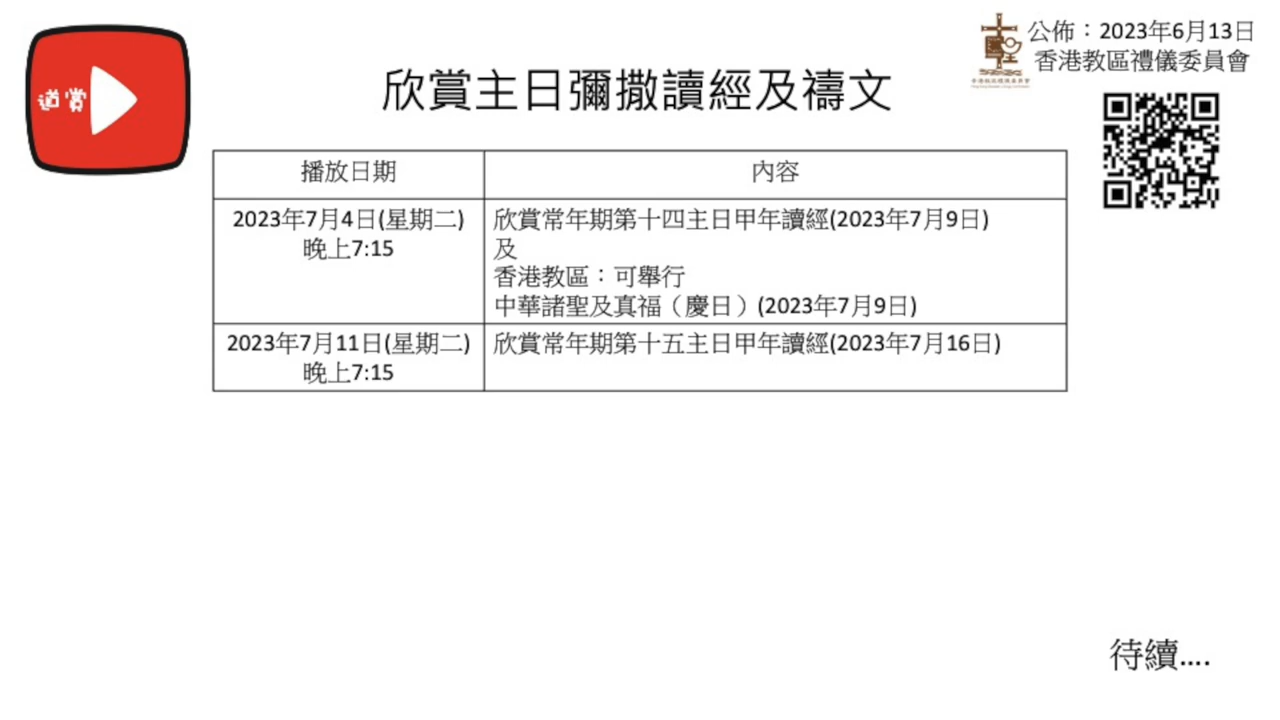 道賞
公佈：2023年6月13日
香港教區禮儀委員會
欣賞主日彌撒讀經及禱文
播放日期
內容
2023年7月4日(星期二)
晚上7:15
欣賞常年期第十四主日甲年讀經(2023年7月9日)
及
香港教區：可舉行
中華諸聖及真福（慶日）(2023年7月9日)
2023年7月11日(星期二)
晚上7:15
欣賞常年期第十五主日甲年讀經(2023年7月16日)
待續....